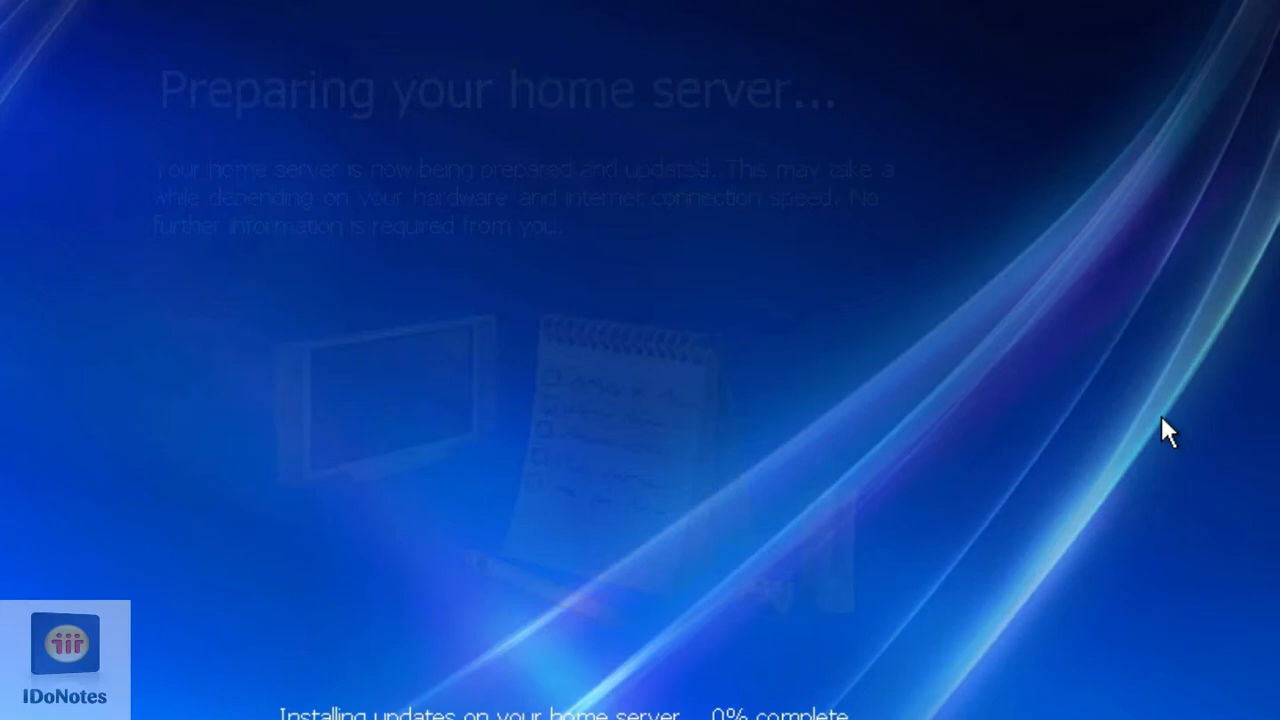 Preparing your home server...
Your home server is now being prepared and updated. This may take a
while depending on your hardware and internet connection speed. No
further information is required from you.
IDoNotes
Installing updates on your home server... 0% complete